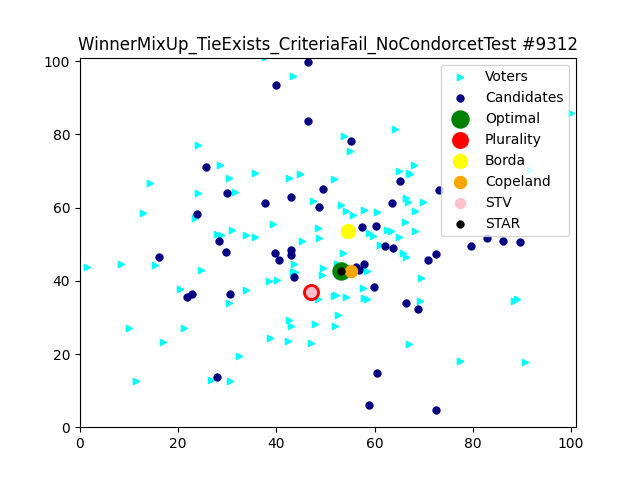 WinnerMixUp_TieExists_CriteriaFail_NoCondorcetTest #9312
100
80
60
40
20
0
0 20 40 60 80 100
Voters
Candidates
Optimal
Plurality
Borda
Copeland
STV
STAR